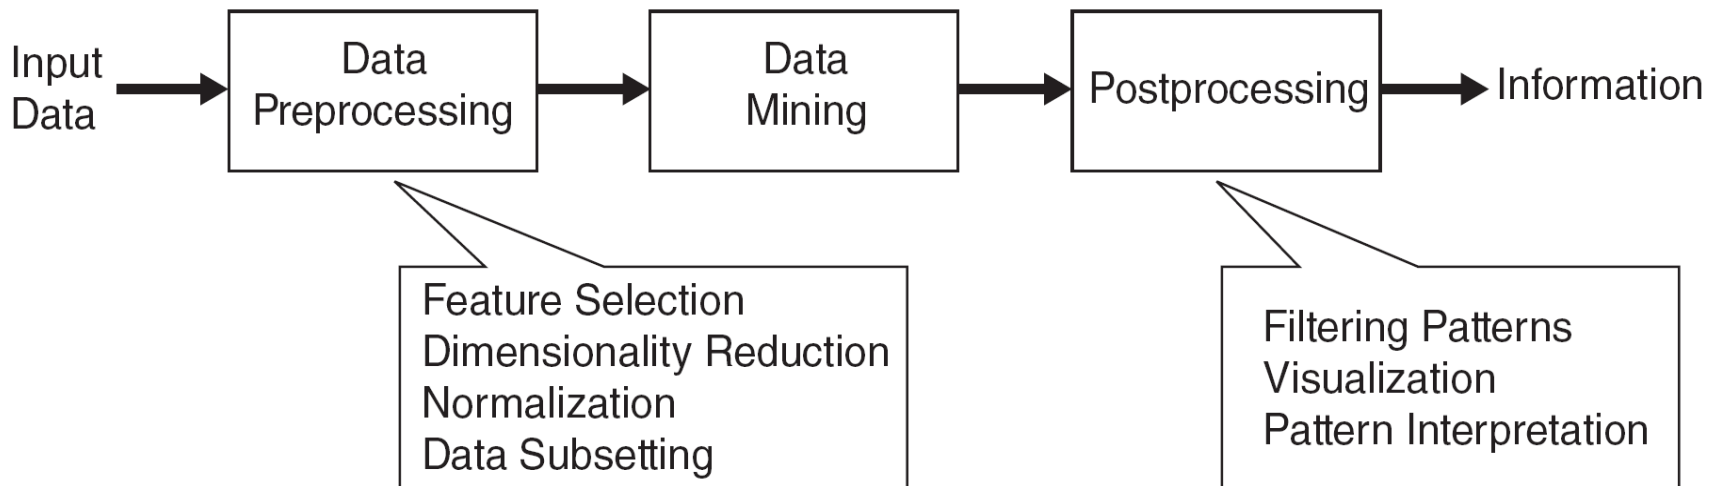 Input
Data
Data
Preprocessing
Data
Mining
Postprocessing
Information
Feature Selection
Dimensionality Reduction
Normalization
Data Subsetting
Filtering Patterns
Visualization
Pattern Interpretation